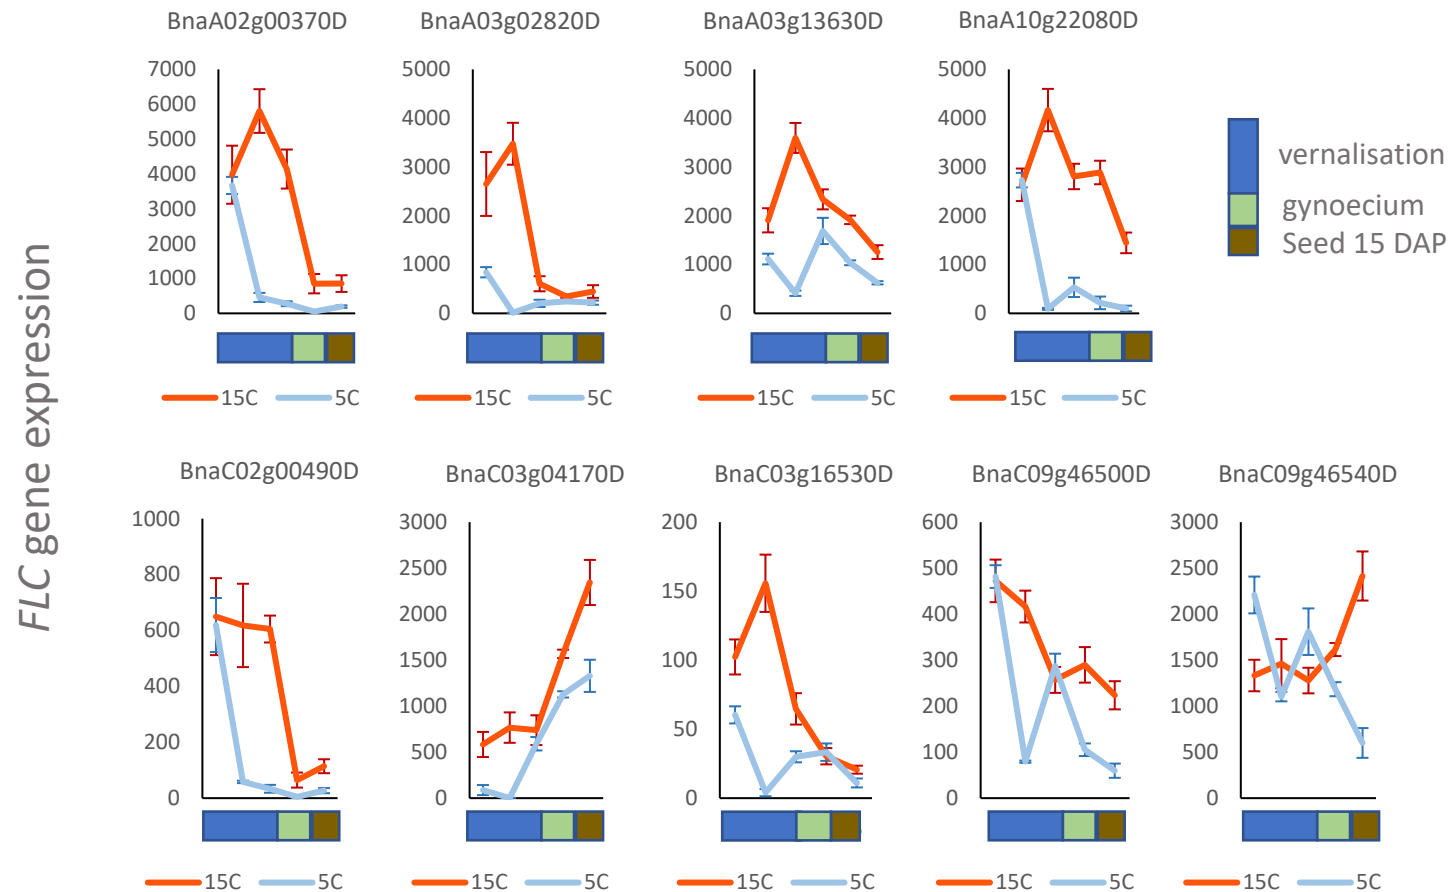 FLC gene expression
BnaA02g00370D
7000
6000
5000
4000
3000
2000
1000
0
15C 5C
BnaA03g02820D
5000
4000
3000
2000
1000
0
15C 5C
BnaA03g13630D
5000
4000
3000
2000
1000
0
15C 5C
BnaA10g22080D
5000
4000
3000
2000
1000
0
15C 5C
vernalisation
gynoecium
Seed 15 DAP
BnaC02g00490D
1000
800
600
400
200
0
15C 5C
BnaC03g04170D
3000
2500
2000
1500
1000
500
0
15C 5C
BnaC03g16530D
200
150
100
50
0
15C 5C
BnaC09g46500D
600
500
400
300
200
100
0
15C 5C
BnaC09g46540D
3000
2500
2000
1500
1000
500
0
15C 5C